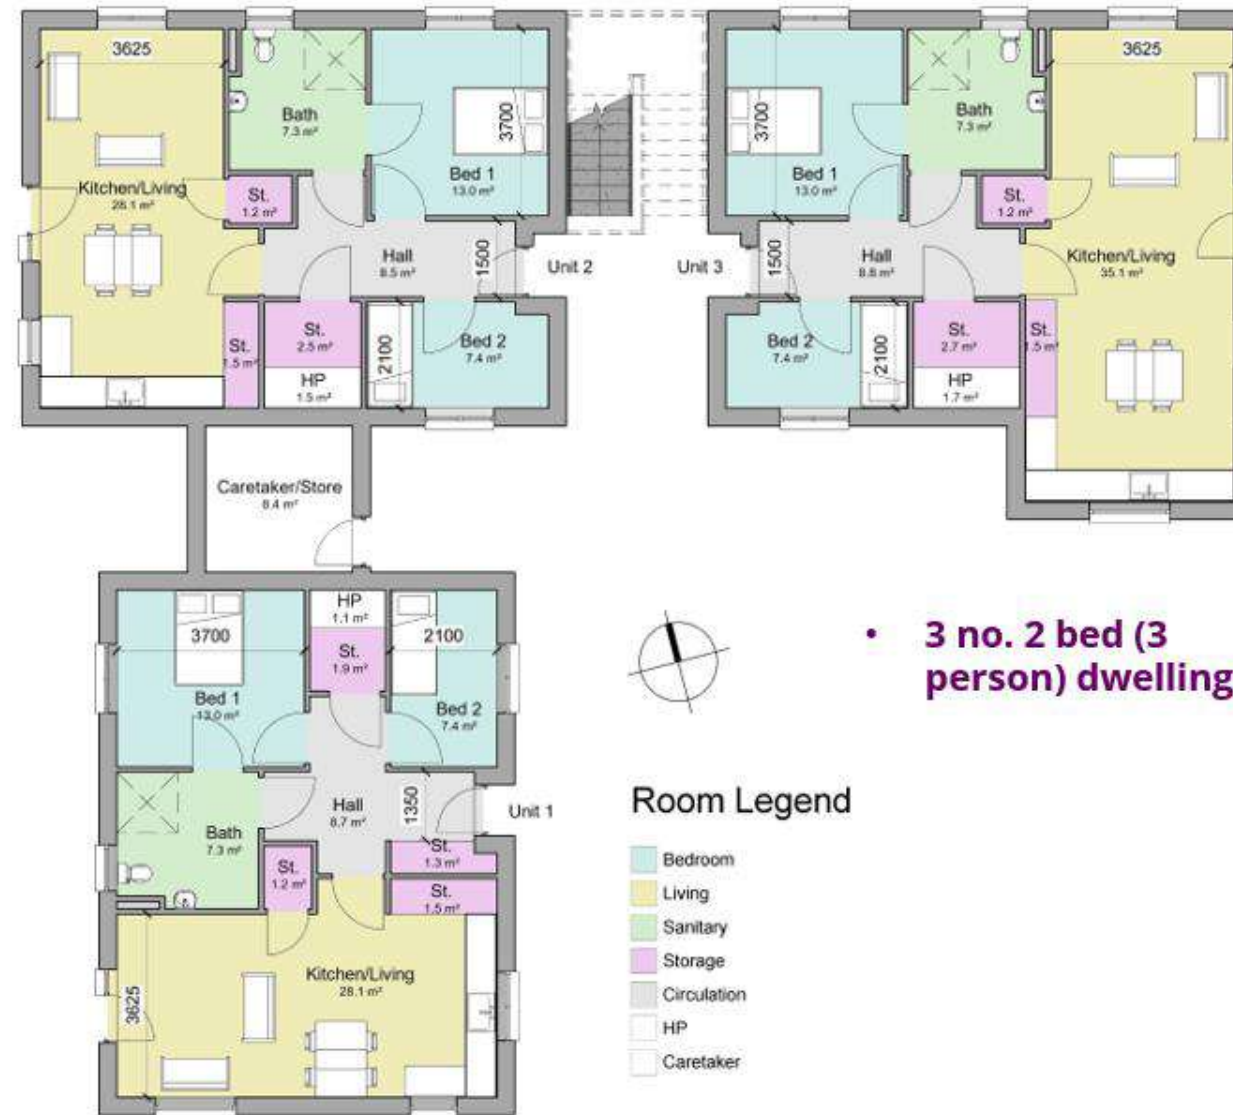 3625
Bath
7.3 m²
3700
Bed 1
13.0 m²
Kitchen/Living
28.1 m²
St.
1.2 m²
Hall
8.5 m²
1500
Unit 2
St.
1.5 m²
St.
2.5 m²
HP
1.5 m²
2100
Bed 2
7.4 m²
3700
Bed 1
13.0 m²
Bath
7.3 m²
3625
St.
1.2 m²
Unit 3
1500
Hall
8.8 m²
Kitchen/Living
35.1 m²
Bed 2
7.4 m²
2100
St.
2.7 m²
HP
1.7 m²
St.
1.5 m²
Caretaker/Store
8.4 m²
3700
Bed 1
13.0 m²
HP
1.1 m²
St.
1.9 m²
2100
Bed 2
7.4 m²
Bath
7.3 m²
Hall
8.7 m²
1350
Unit 1
St.
1.3 m²
St.
1.2 m²
St.
1.5 m²
Kitchen/Living
28.1 m²
3625
• 3 no. 2 bed (3
person) dwelling
Room Legend
Bedroom
Living
Sanitary
Storage
Circulation
HP
Caretaker